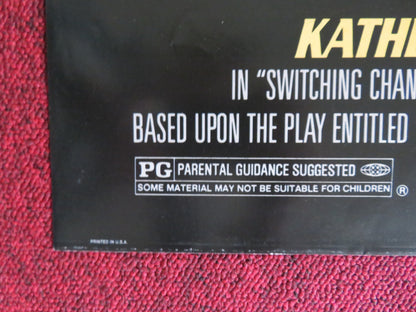 KATHL
IN "SWITCHING CHAN
BASED UPON THE PLAY ENTITLED
PG PARENTAL GUIDANCE SUGGESTED
SOME MATERIAL MAY NOT BE SUITABLE FOR CHILDREN ®
PRINTED IN U.S.A.